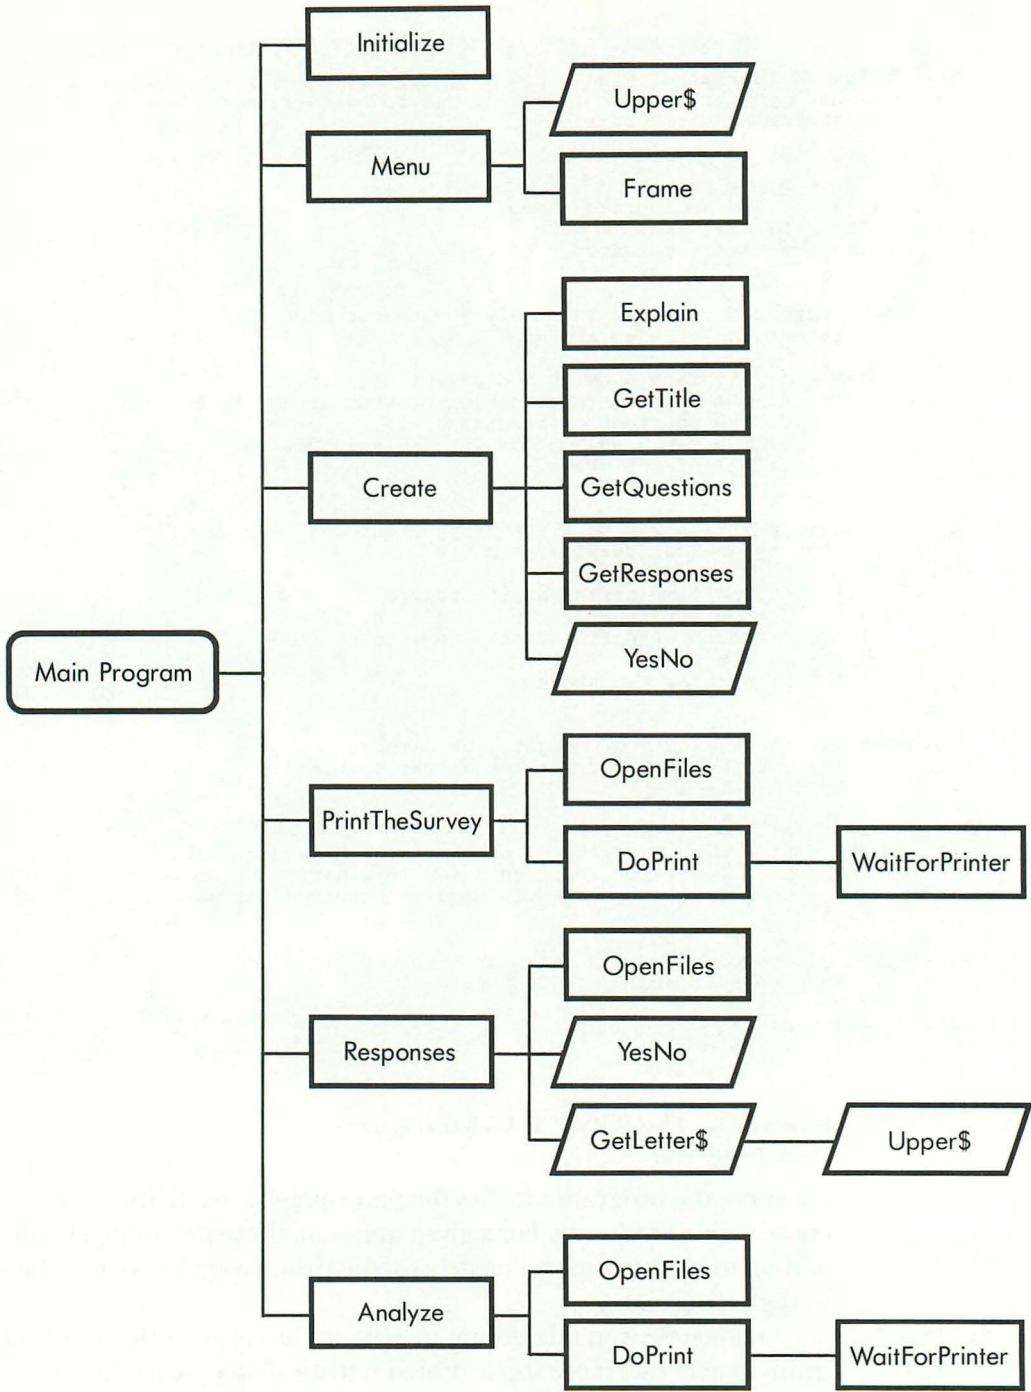 Initialize
Upper$
Menu
Frame
Explain
GetTitle
Create
GetQuestions
GetResponses
YesNo
Main Program
OpenFiles
PrintTheSurvey
DoPrint
WaitForPrinter
OpenFiles
Responses
YesNo
GetLetter$
Upper$
OpenFiles
Analyze
DoPrint
WaitForPrinter